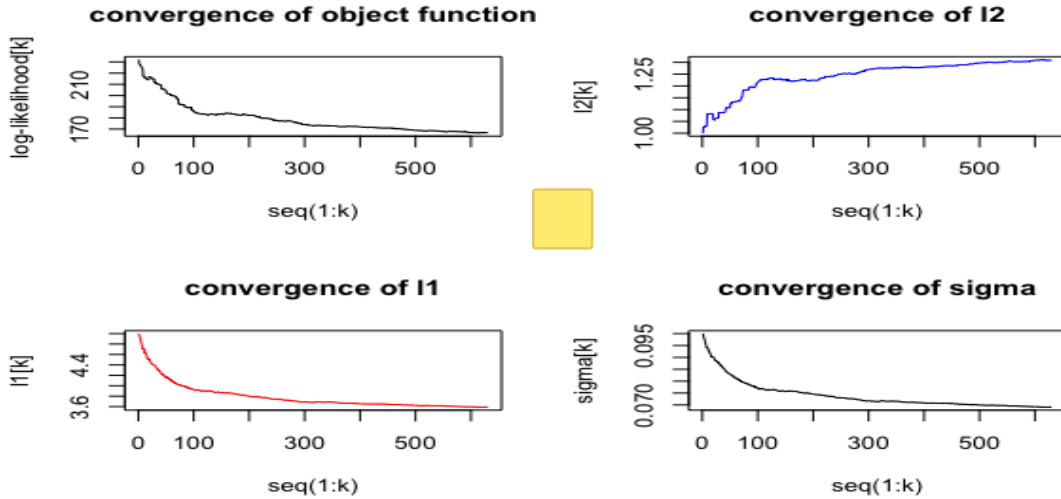 convergence of object function
log-likelihood[k]
170
210
100
300
500
seq(1:k)
convergence of l2
l2[k]
1.00
1.25
100
300
500
seq(1:k)
convergence of l1
l1[k]
3.6
4.4
0
100
300
500
seq(1:k)
convergence of sigma
sigma[k]
0.070
0.095
0
100
300
500
seq(1:k)